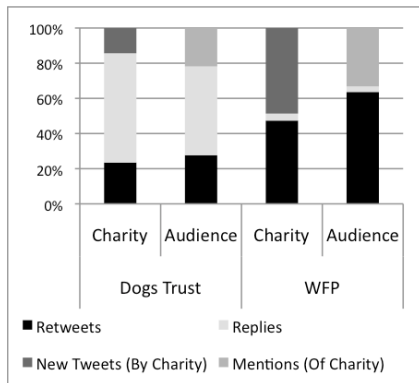 100%
80%
60%
40%
20%
0%
Charity Audience Charity Audience
Dogs Trust WFP
Retweets Replies
New Tweets (By Charity) Mentions (Of Charity)